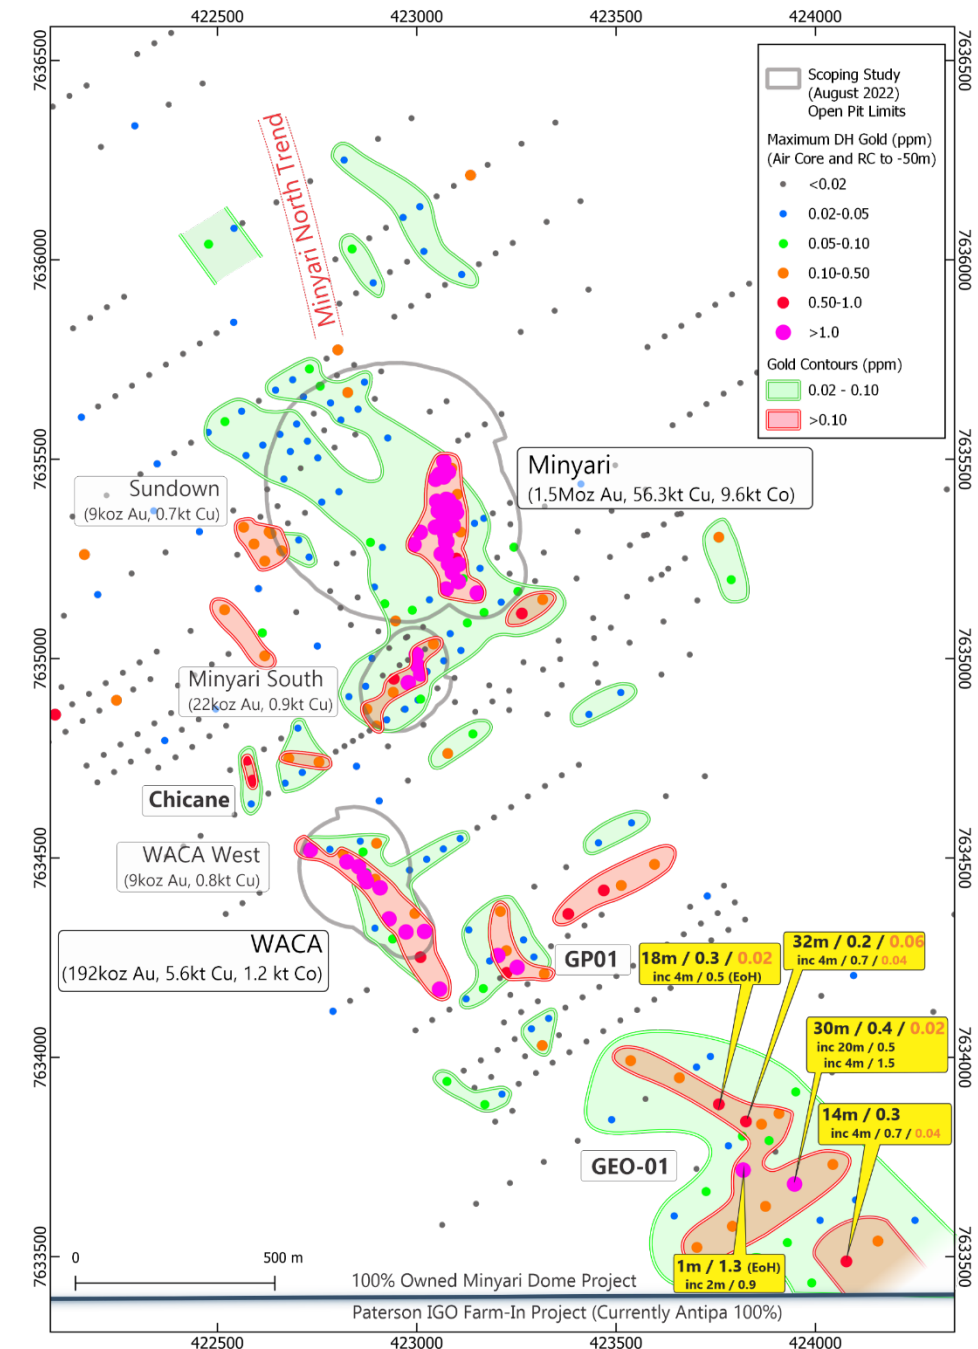 422500 423000 423500 424000
7636500
7636500
Scoping Study
(August 2022)
Open Pit Limits
Maximum DH Gold (ppm)
(Air Core and RC to -50m)
<0.02
0.02-0.05
0.05-0.10
0.10-0.50
0.50-1.0
>1.0
Gold Contours (ppm)
0.02 - 0.10
>0.10
Minyari North Trend
7636000
7636000
7635500
7635500
Minyari
(1.5Moz Au, 56.3kt Cu, 9.6kt Co)
Sundown
(9koz Au, 0.7kt Cu)
7635000
7635000
Minyari South
(22koz Au, 0.9kt Cu)
Chicane
7634500
7634500
WACA West
(9koz Au, 0.8kt Cu)
WACA
(192koz Au, 5.6kt Cu, 1.2 kt Co)
GP01
18m / 0.3 / 0.02
inc 4m / 0.5 (EoH)
32m / 0.2 / 0.06
inc 4m / 0.7 / 0.04
30m / 0.4 / 0.02
inc 20m / 0.5
inc 4m / 1.5
7634000
7634000
14m / 0.3
inc 4m / 0.7 / 0.04
GEO-01
7633500
7633500
1m / 1.3 (EoH)
inc 2m / 0.9
0 500 m
100% Owned Minyari Dome Project
Paterson IGO Farm-In Project (Currently Antipa 100%)
422500 423000 423500 424000